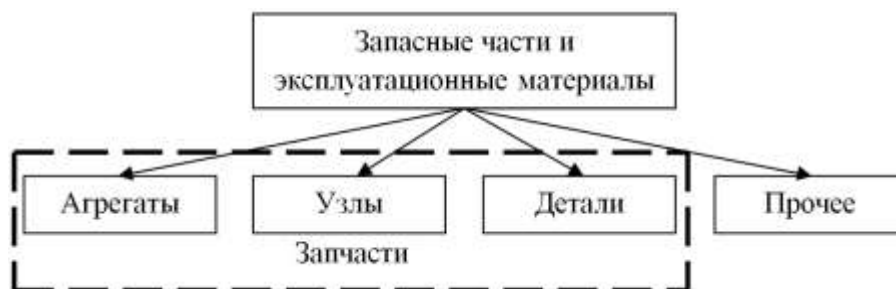 Запасные части и
эксплуатационные материалы
Агрегаты
Узлы
Детали
Прочее
Запчасти